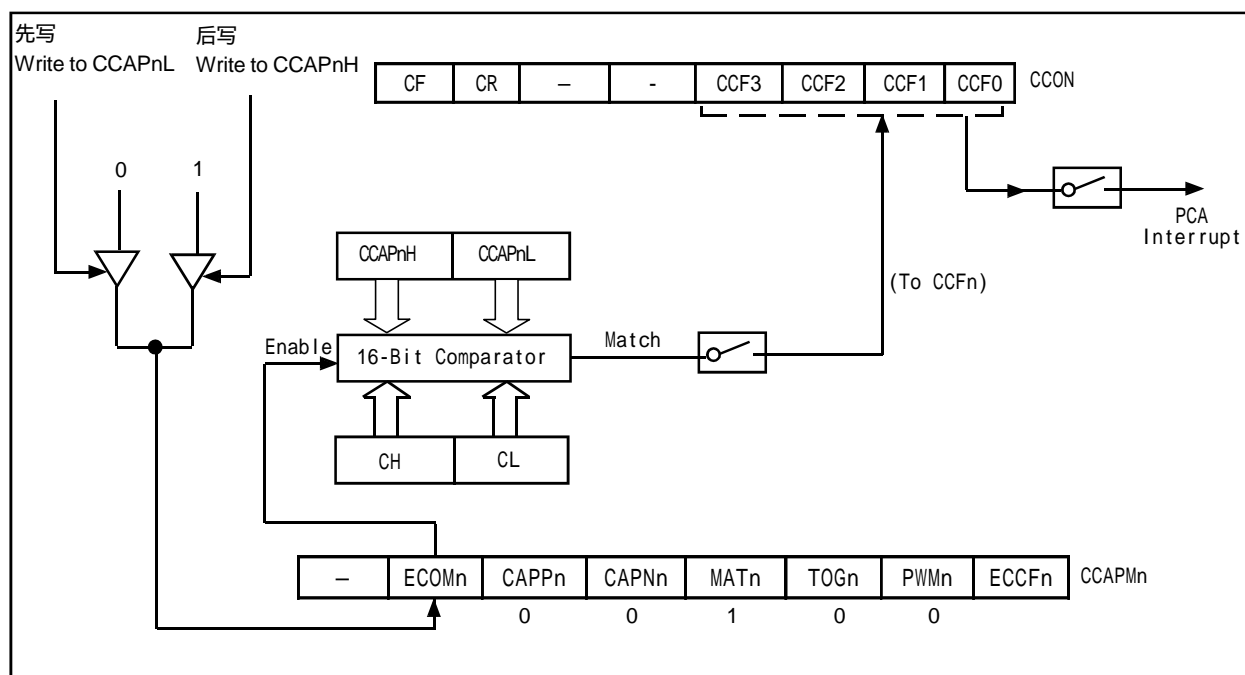 先写 后写
Write to CCAPnL Write to CCAPnH
CF CR – - CCF3 CCF2 CCF1 CCF0 CCON
0 1
PCA
Interrupt
CCAPnH CCAPnL
(To CCFn)
Enable 16-Bit Comparator Match
CH CL
– ECOMn CAPPn CAPNn MATn TOGn PWMn ECCFn CCAPMn
0 0 1 0 0